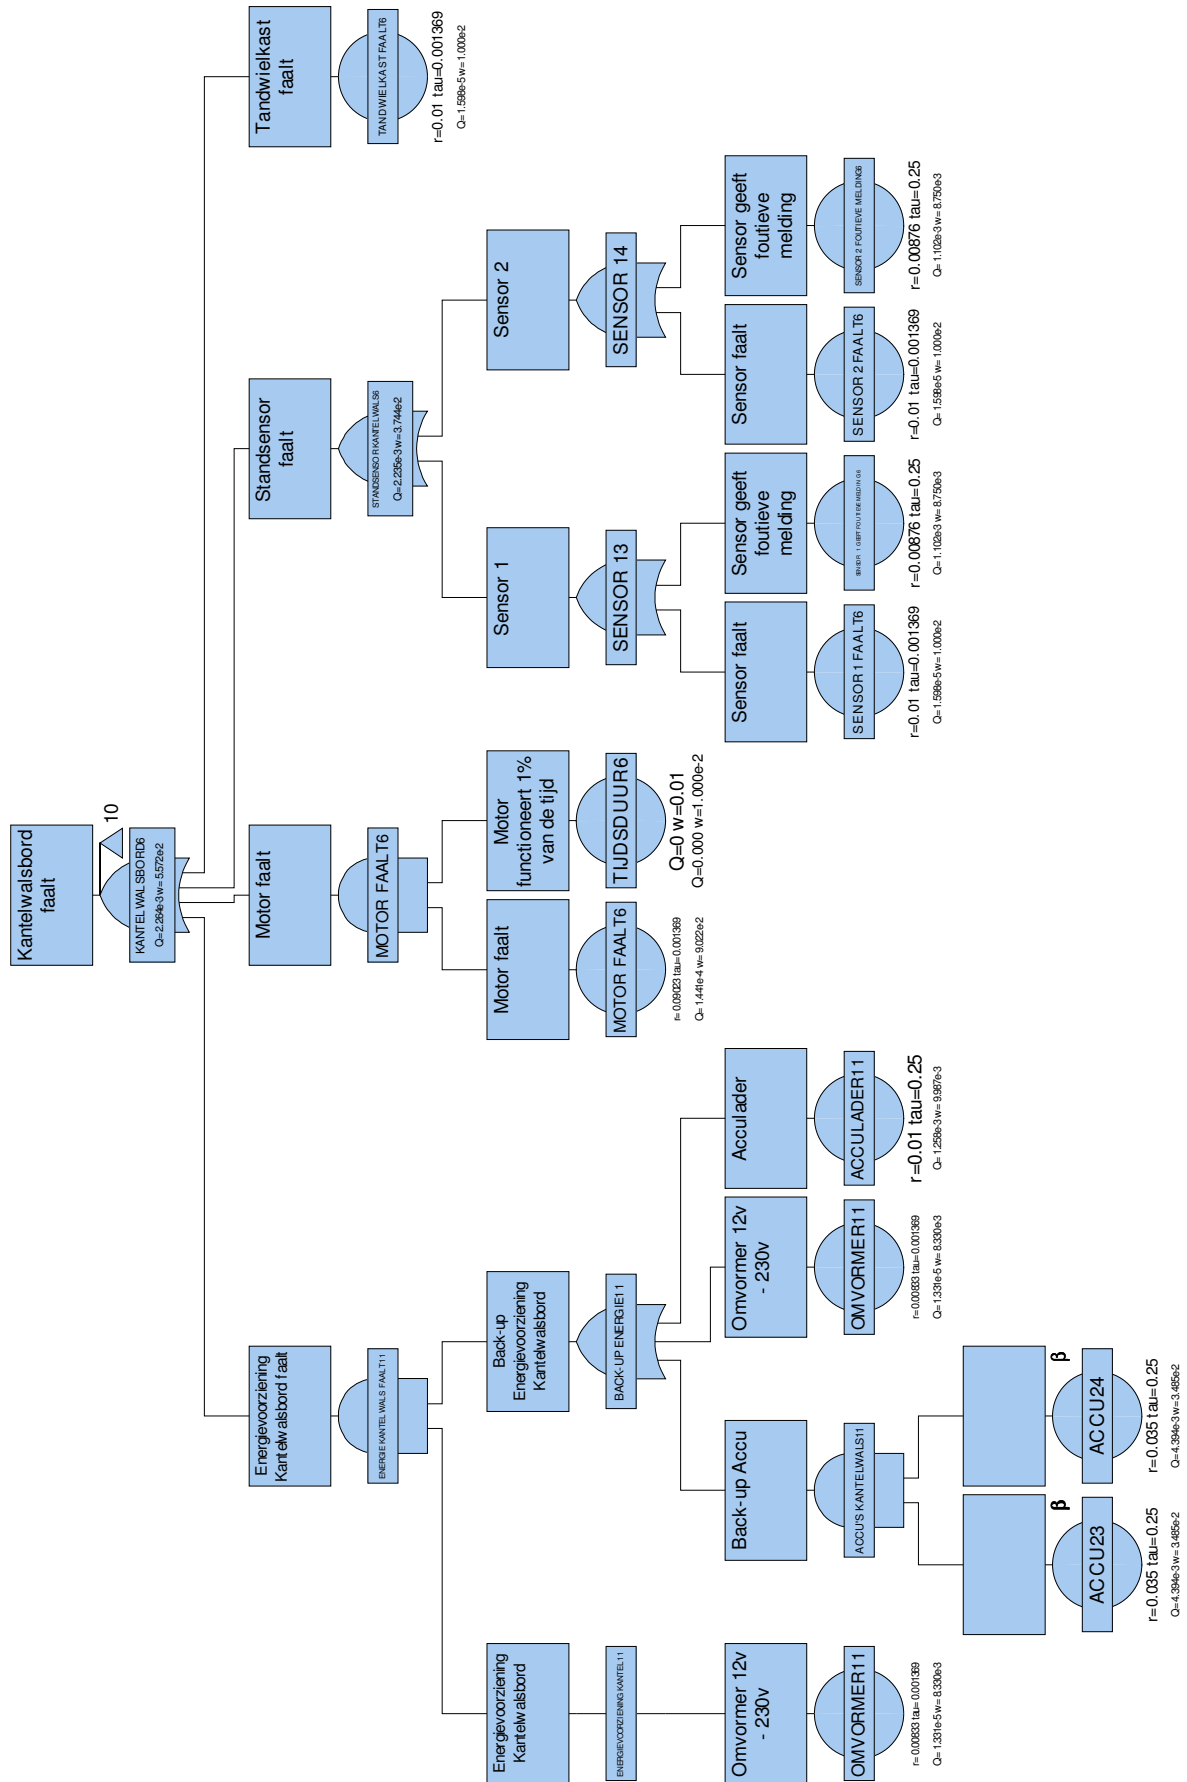 Kantelwalsbord
faalt
10
KANTELWALSBORD6
Q=2.264e-3 w=5.572e-2
Energievoorziening
Kantelwalsbord faalt
ENERGIE KANTELWALS FAALT11
Motor faalt
MOTOR FAALT6
Standsensor
faalt
STANDSENSOR KANTELWALS6
Q=2.235e-3 w=3.744e-2
Tandwielkast
faalt
TANDWIELKAST FAALT6
r=0.01 tau=0.001369
Q=1.598e-5 w=1.000e-2
Energievoorziening
Kantelwalsbord
ENERGIEVOORZIENING KANTEL11
Back-up
Energievoorziening
Kantelwalsbord
BACK-UP ENERGIE11
Motor faalt
MOTOR FAALT6
r=0.09023 tau=0.001369
Q=1.441e-4 w=9.022e-2
Motor
functioneert 1%
van de tijd
TIJDSDUUR6
Q=0 w=0.01
Q=0.000 w=1.000e-2
Sensor 1
SENSOR 13
Sensor 2
SENSOR 14
Omvormer 12v
- 230v
OMVORMER11
r=0.00833 tau=0.001369
Q=1.331e-5 w=8.330e-3
Back-up Accu
ACCU'S KANTELWALS11
Omvormer 12v
- 230v
OMVORMER11
r=0.00833 tau=0.001369
Q=1.331e-5 w=8.330e-3
Acculader
ACCULADER11
r=0.01 tau=0.25
Q=1.258e-3 w=9.987e-3
Sensor faalt
SENSOR 1 FAALT6
r=0.01 tau=0.001369
Q=1.598e-5 w=1.000e-2
Sensor geeft
foutieve
melding
SENSOR 1 GEEFT FOUTIEVE MELDING6
r=0.00876 tau=0.25
Q=1.102e-3 w=8.750e-3
Sensor faalt
SENSOR 2 FAALT6
r=0.01 tau=0.001369
Q=1.598e-5 w=1.000e-2
Sensor geeft
foutieve
melding
SENSOR 2 FOUTIEVE MELDING6
r=0.00876 tau=0.25
Q=1.102e-3 w=8.750e-3
β
ACCU23
r=0.035 tau=0.25
Q=4.394e-3 w=3.485e-2
β
ACCU24
r=0.035 tau=0.25
Q=4.394e-3 w=3.485e-2